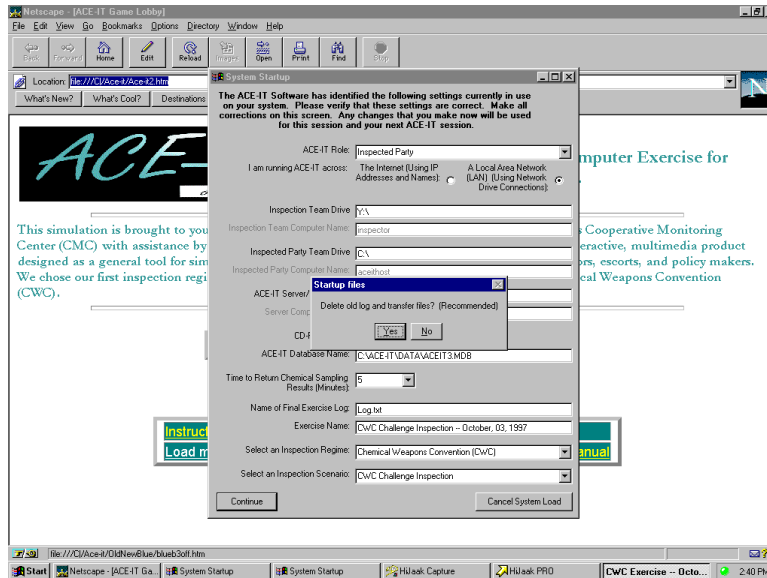 Netscape - [ACE-IT Game Lobby]
File Edit View Go Bookmarks Options Directory Window Help
Back Forward Home Edit Reload Images Open Print Find Stop
Location: file:///C|/Ace-it/Ace-it2.htm
What's New? What's Cool? Destinations
N
ACE-
mputer Exercise for
This simulation is brought to you
s Cooperative Monitoring
Center (CMC) with assistance by
eractive, multimedia product
designed as a general tool for sim
ors, escorts, and policy makers.
We chose our first inspection regi
cal Weapons Convention
(CWC).
Instruct
Load m
anual
System Startup
The ACE-IT Software has identified the following settings currently in use
on your system. Please verify that these settings are correct. Make all
corrections on this screen. Any changes that you make now will be used
for this session and your next ACE-IT session.
ACE-IT Role: Inspected Party
I am running ACE-IT across: The Internet (Using IP Addresses and Names): A Local Area Network (LAN) (Using Network Drive Connections):
Inspection Team Drive Y:\
Inspection Team Computer Name: inspector
Inspected Party Team Drive C:\
Inspected Party Computer Name: aceithost
ACE-IT Server/
Server Comp
CD-R
ACE-IT Database Name: C:\ACE-IT\DATA\ACEIT3.MDB
Time to Return Chemical Sampling
Results (Minutes): 5
Name of Final Exercise Log: Log.txt
Exercise Name: CWC Challenge Inspection -- October, 03, 1997
Select an Inspection Regime: Chemical Weapons Convention (CWC)
Select an Inspection Scenario: CWC Challenge Inspection
Continue Cancel System Load
Startup files
Delete old log and transfer files? (Recommended)
Yes No
file:///C|/Ace-it/OldNewBlue/blueb3off.htm
Start Netscape - [ACE-IT Ga... System Startup System Startup HiJaak Capture HiJaak PRO CWC Exercise -- Octo... 2:40 PM